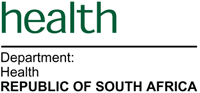 health
Department:
Health
REPUBLIC OF SOUTH AFRICA